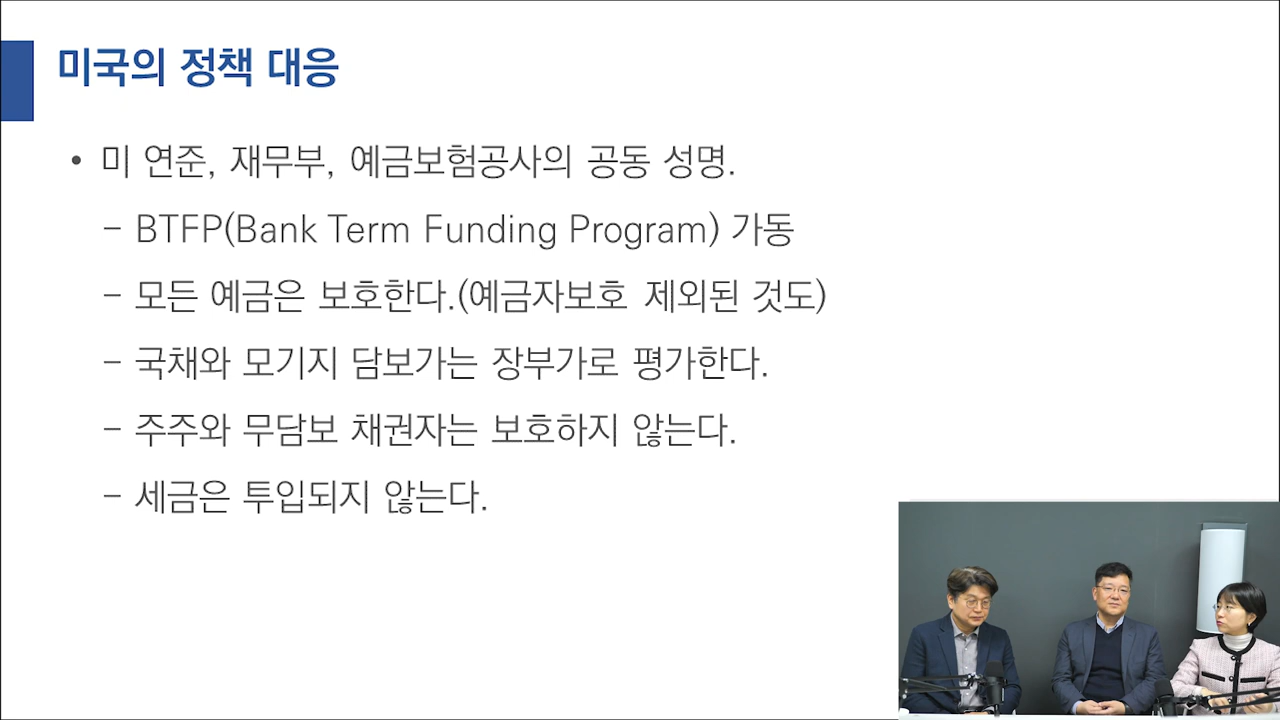 미국의 정책 대응
• 미 연준, 재무부, 예금보험공사의 공동 성명.
– BTFP(Bank Term Funding Program) 가동
– 모든 예금은 보호한다.(예금자보호 제외된 것도)
– 국채와 모기지 담보가는 장부가로 평가한다.
– 주주와 무담보 채권자는 보호하지 않는다.
– 세금은 투입되지 않는다.